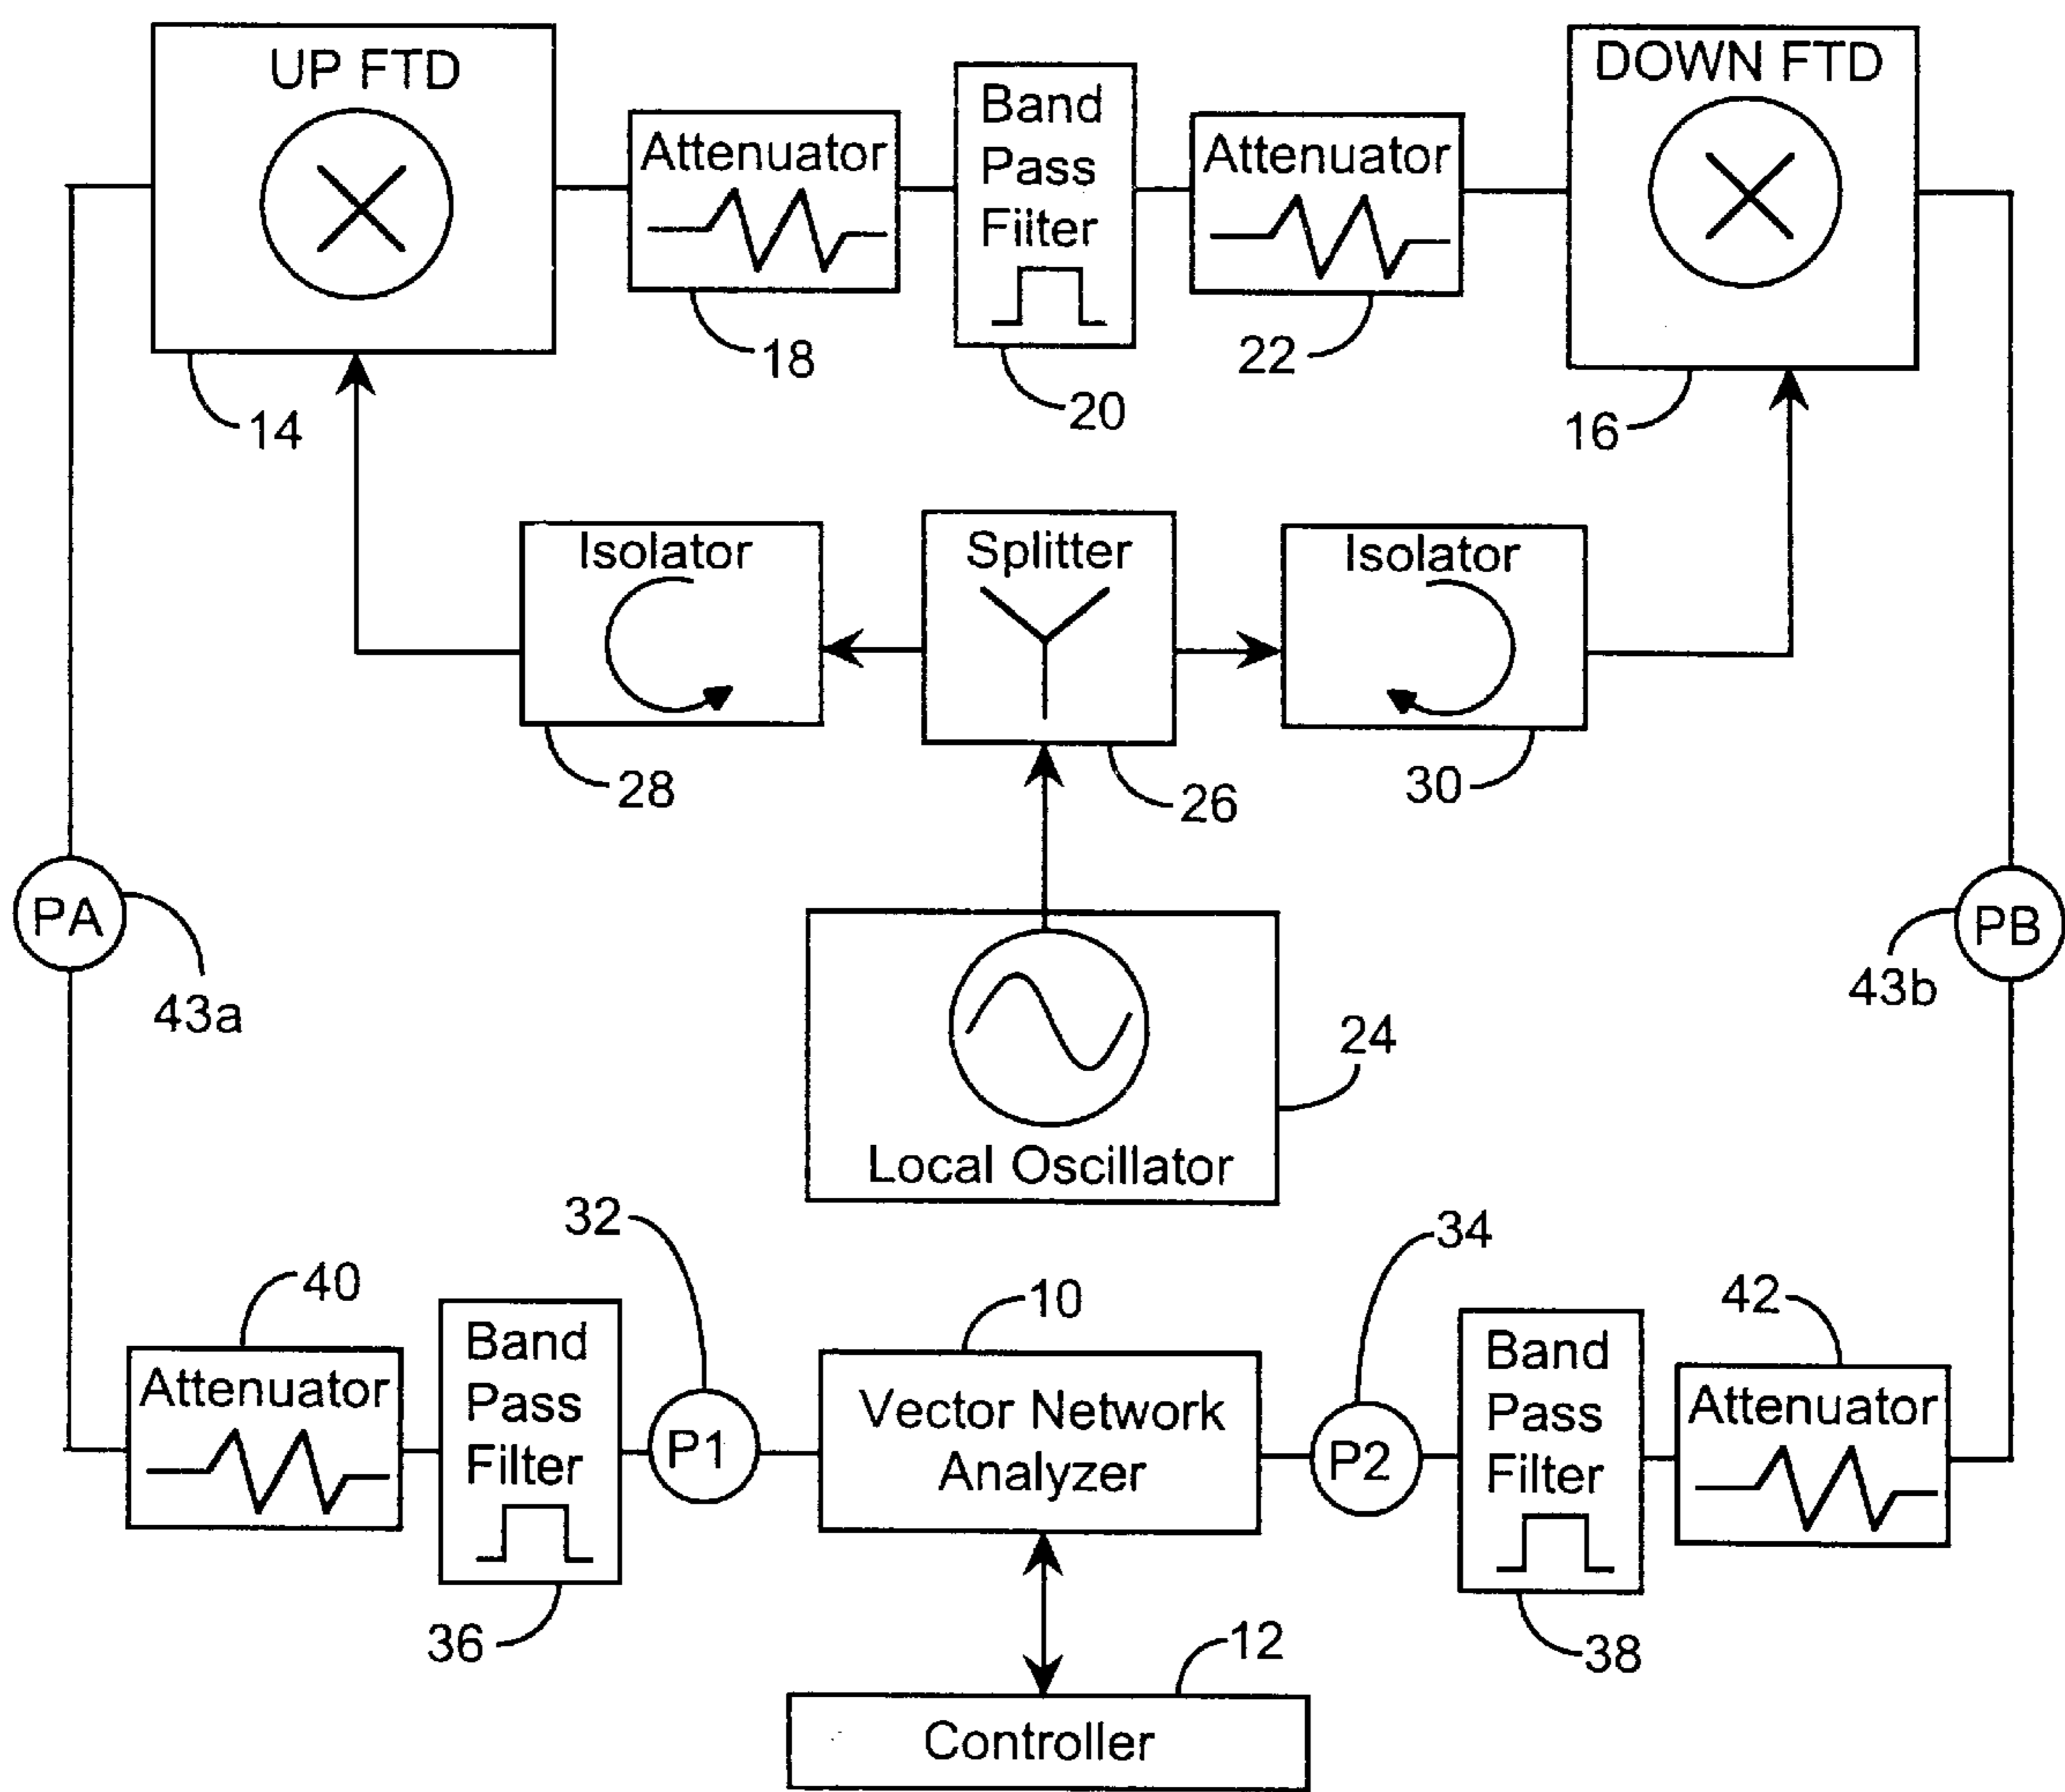 UP FTD
DOWN FTD
Attenuator
Band
Pass
Fiiter
Attenuator
18
22
14
20
16
Isolator
Splitter
Isolator
28
26
30
PA
PB
43a
43b
24
Local Oscillator
32
34
40
10
42
Attenuator
Band
Pass
Filter
P1
Vector Network
Analyzer
P2
Band
Pass
Filter
Attenuator
36
12
38
Controller